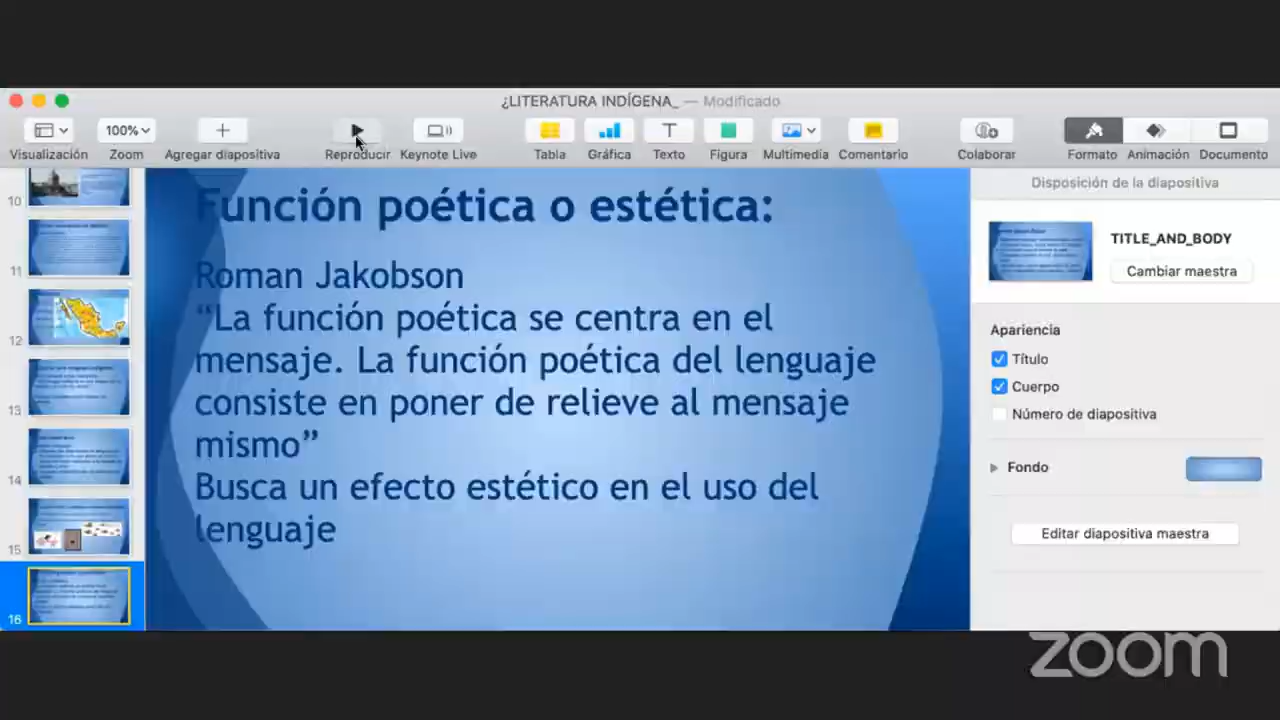 ¿LITERATURA INDÍGENA_ — Modificado
100%
Visualización Zoom Agregar diapositiva Reproducir Keynote Live Tabla Gráfica Texto Figura Multimedia Comentario Colaborar Formato Animación Documento
10
11
12
13
14
15
16
Función poética o estética:
Roman Jakobson
“La función poética se centra en el
mensaje. La función poética del lenguaje
consiste en poner de relieve al mensaje
mismo”
Busca un efecto estético en el uso del
lenguaje
Disposición de la diapositiva
TITLE_AND_BODY
Cambiar maestra
Apariencia
Título
Cuerpo
Número de diapositiva
Fondo
Editar diapositiva maestra
zoom